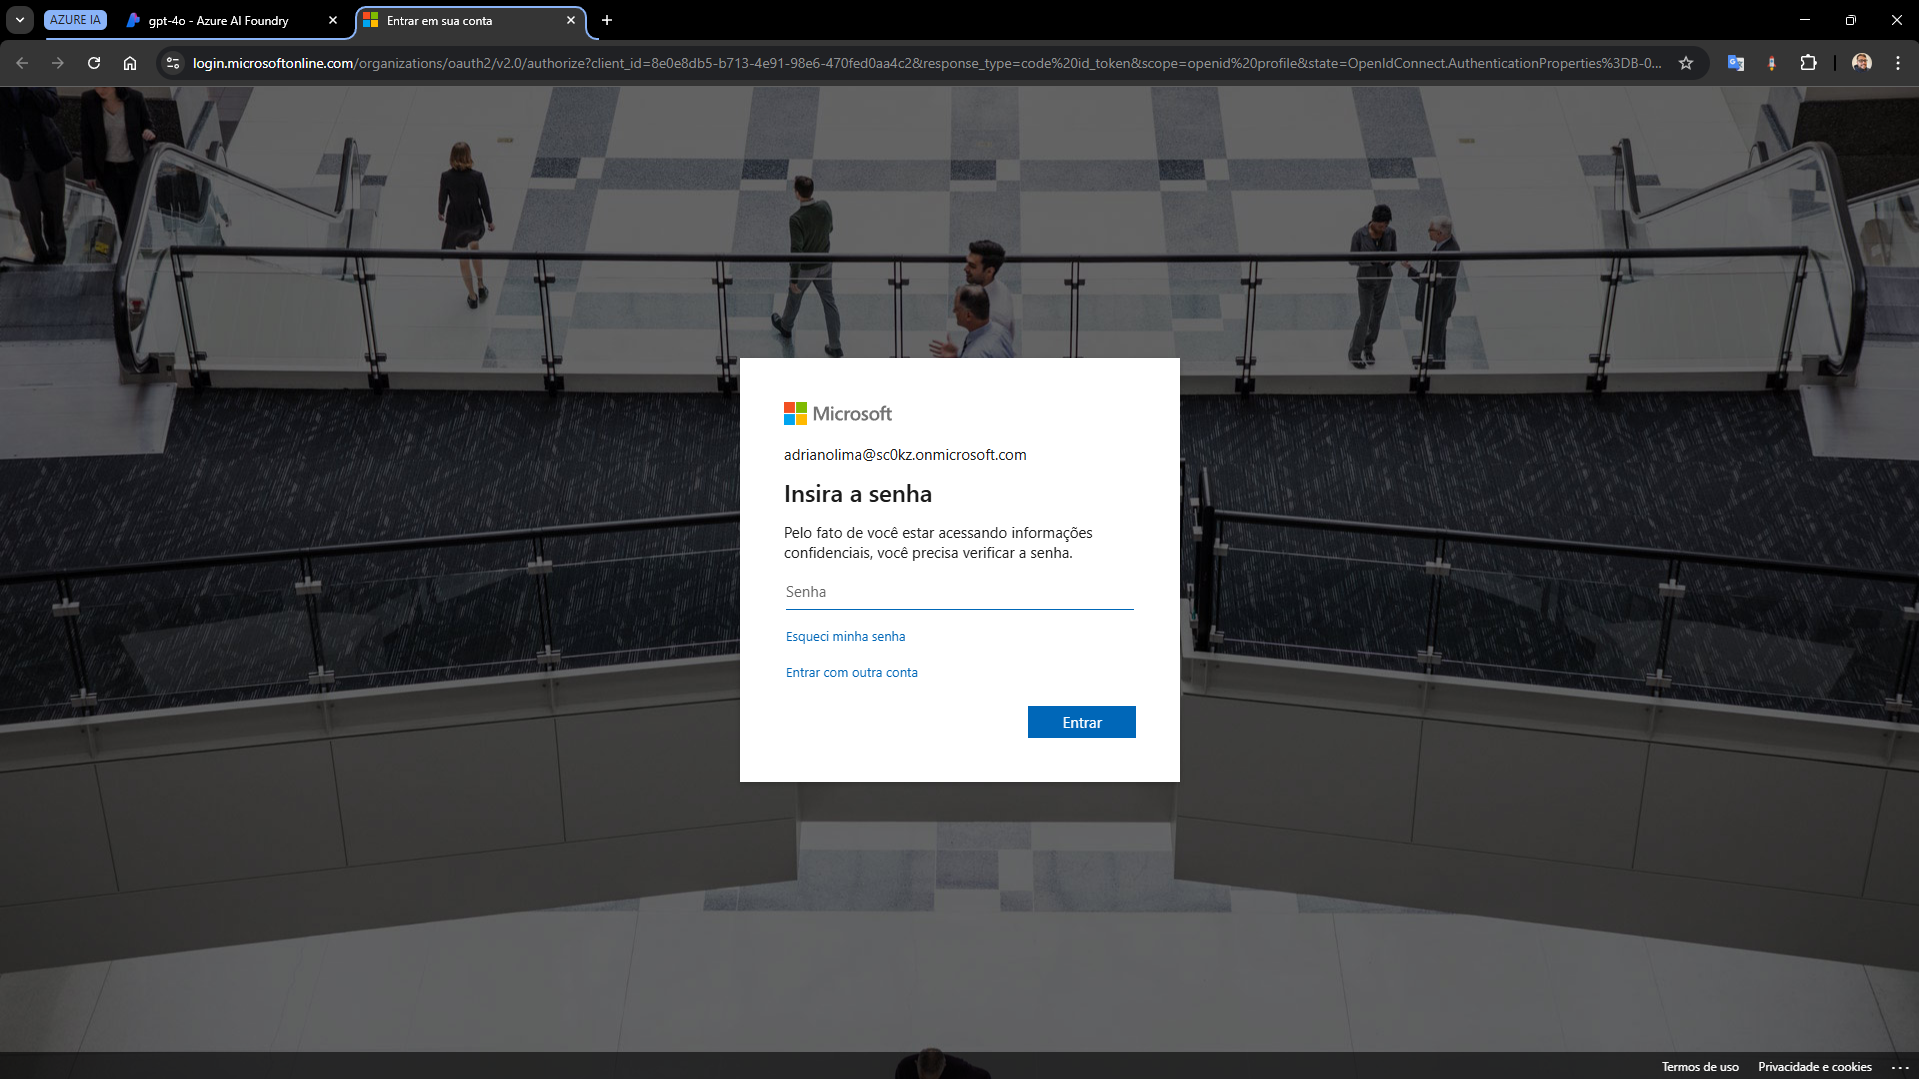 AZURE IA
gpt-4o - Azure AI Foundry
Entrar em sua conta
login.microsoftonline.com/organizations/oauth2/v2.0/authorize?client_id=8e0e8db5-b713-4e91-98e6-470fed0aa4c2&response_type=code%20id_token&scope=openid%20profile&state=OpenIdConnect.AuthenticationProperties%3DB-0...
Microsoft
adrianolima@sc0kz.onmicrosoft.com
Insira a senha
Pelo fato de você estar acessando informações
confidenciais, você precisa verificar a senha.
Senha
Esqueci minha senha
Entrar com outra conta
Entrar
Termos de uso
Privacidade e cookies